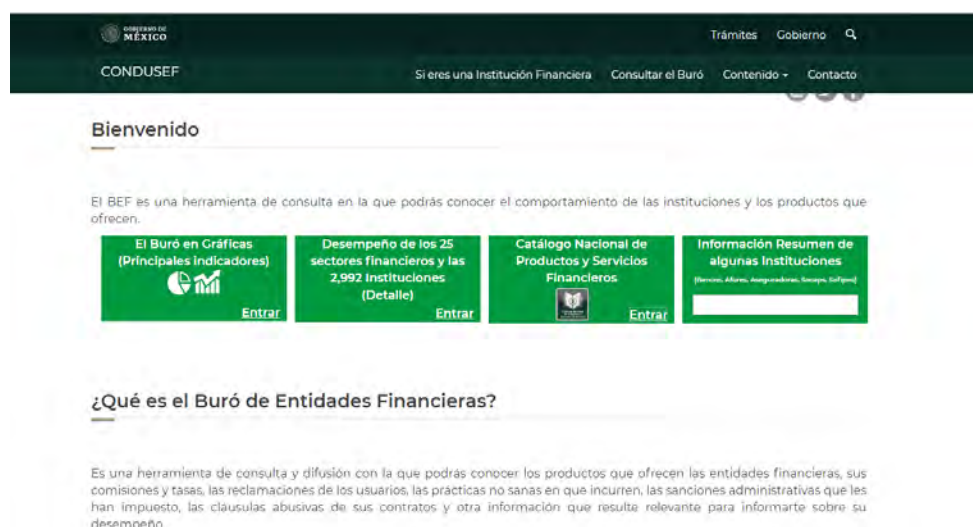 GOBIERNO DE
MÉXICO
Trámites Gobierno
CONDUSEF
Si eres una Institución Financiera Consultar el Buró Contenido Contacto
Bienvenido
El BEF es una herramienta de consulta en la que podrás conocer el comportamiento de las instituciones y los productos que
ofrecen.
El Buró en Gráficas
(Principales indicadores)
Entrar
Desempeño de los 25
sectores financieros y las
2,992 Instituciones
(Detalle)
Entrar
Catálogo Nacional de
Productos y Servicios
Financieros
Entrar
Información Resumen de
algunas Instituciones
(Bancos, Afores, Aseguradoras, Socaps, Sofipos)
¿Qué es el Buró de Entidades Financieras?
Es una herramienta de consulta y difusión con la que podrás conocer los productos que ofrecen las entidades financieras, sus
comisiones y tasas, las reclamaciones de los usuarios, las prácticas no sanas en que incurren, las sanciones administrativas que les
han impuesto, las cláusulas abusivas de sus contratos y otra información que resulte relevante para informarte sobre su
desempeño.